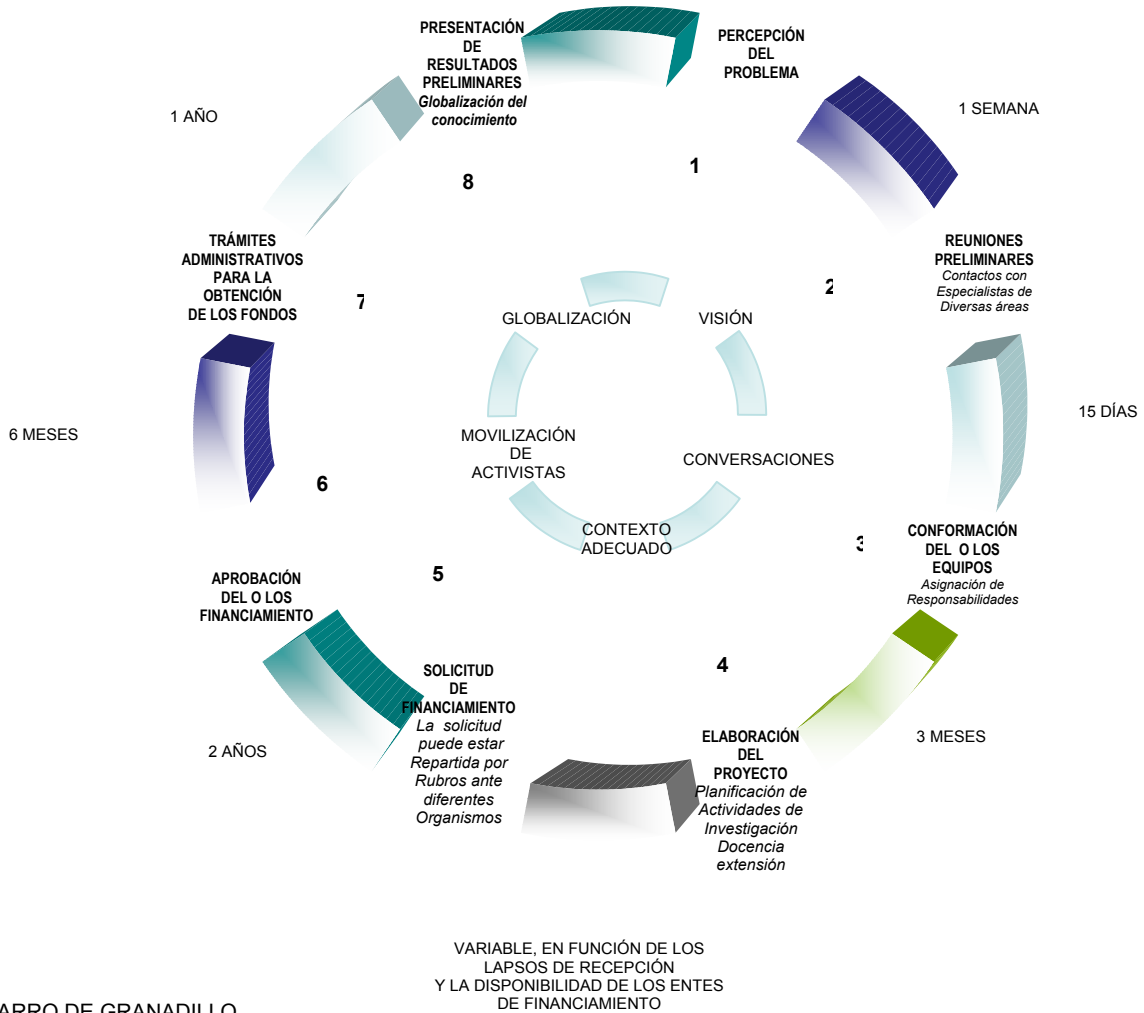 PRESENTACIÓN
DE
RESULTADOS
PRELIMINARES
Globalización del
conocimiento
PERCEPCIÓN
DEL
PROBLEMA
1 AÑO
1 SEMANA
8
1
TRÁMITES
ADMINISTRATIVOS
PARA LA
OBTENCIÓN
DE LOS FONDOS
REUNIONES
PRELIMINARES
Contactos con
Especialistas de
Diversas áreas
7
2
GLOBALIZACIÓN
VISIÓN
6 MESES
15 DÍAS
MOVILIZACIÓN
DE
ACTIVISTAS
CONVERSACIONES
6
CONTEXTO
ADECUADO
3
CONFORMACIÓN
DEL O LOS
EQUIPOS
Asignación de
Responsabilidades
5
APROBACIÓN
DEL O LOS
FINANCIAMIENTO
4
SOLICITUD
DE
FINANCIAMIENTO
La solicitud
puede estar
Repartida por
Rubros ante
diferentes
Organismos
2 AÑOS
3 MESES
ELABORACIÓN
DEL
PROYECTO
Planificación de
Actividades de
Investigación
Docencia
extensión
VARIABLE, EN FUNCIÓN DE LOS
LAPSOS DE RECEPCIÓN
Y LA DISPONIBILIDAD DE LOS ENTES
DE FINANCIAMIENTO
DE GRANADILLO